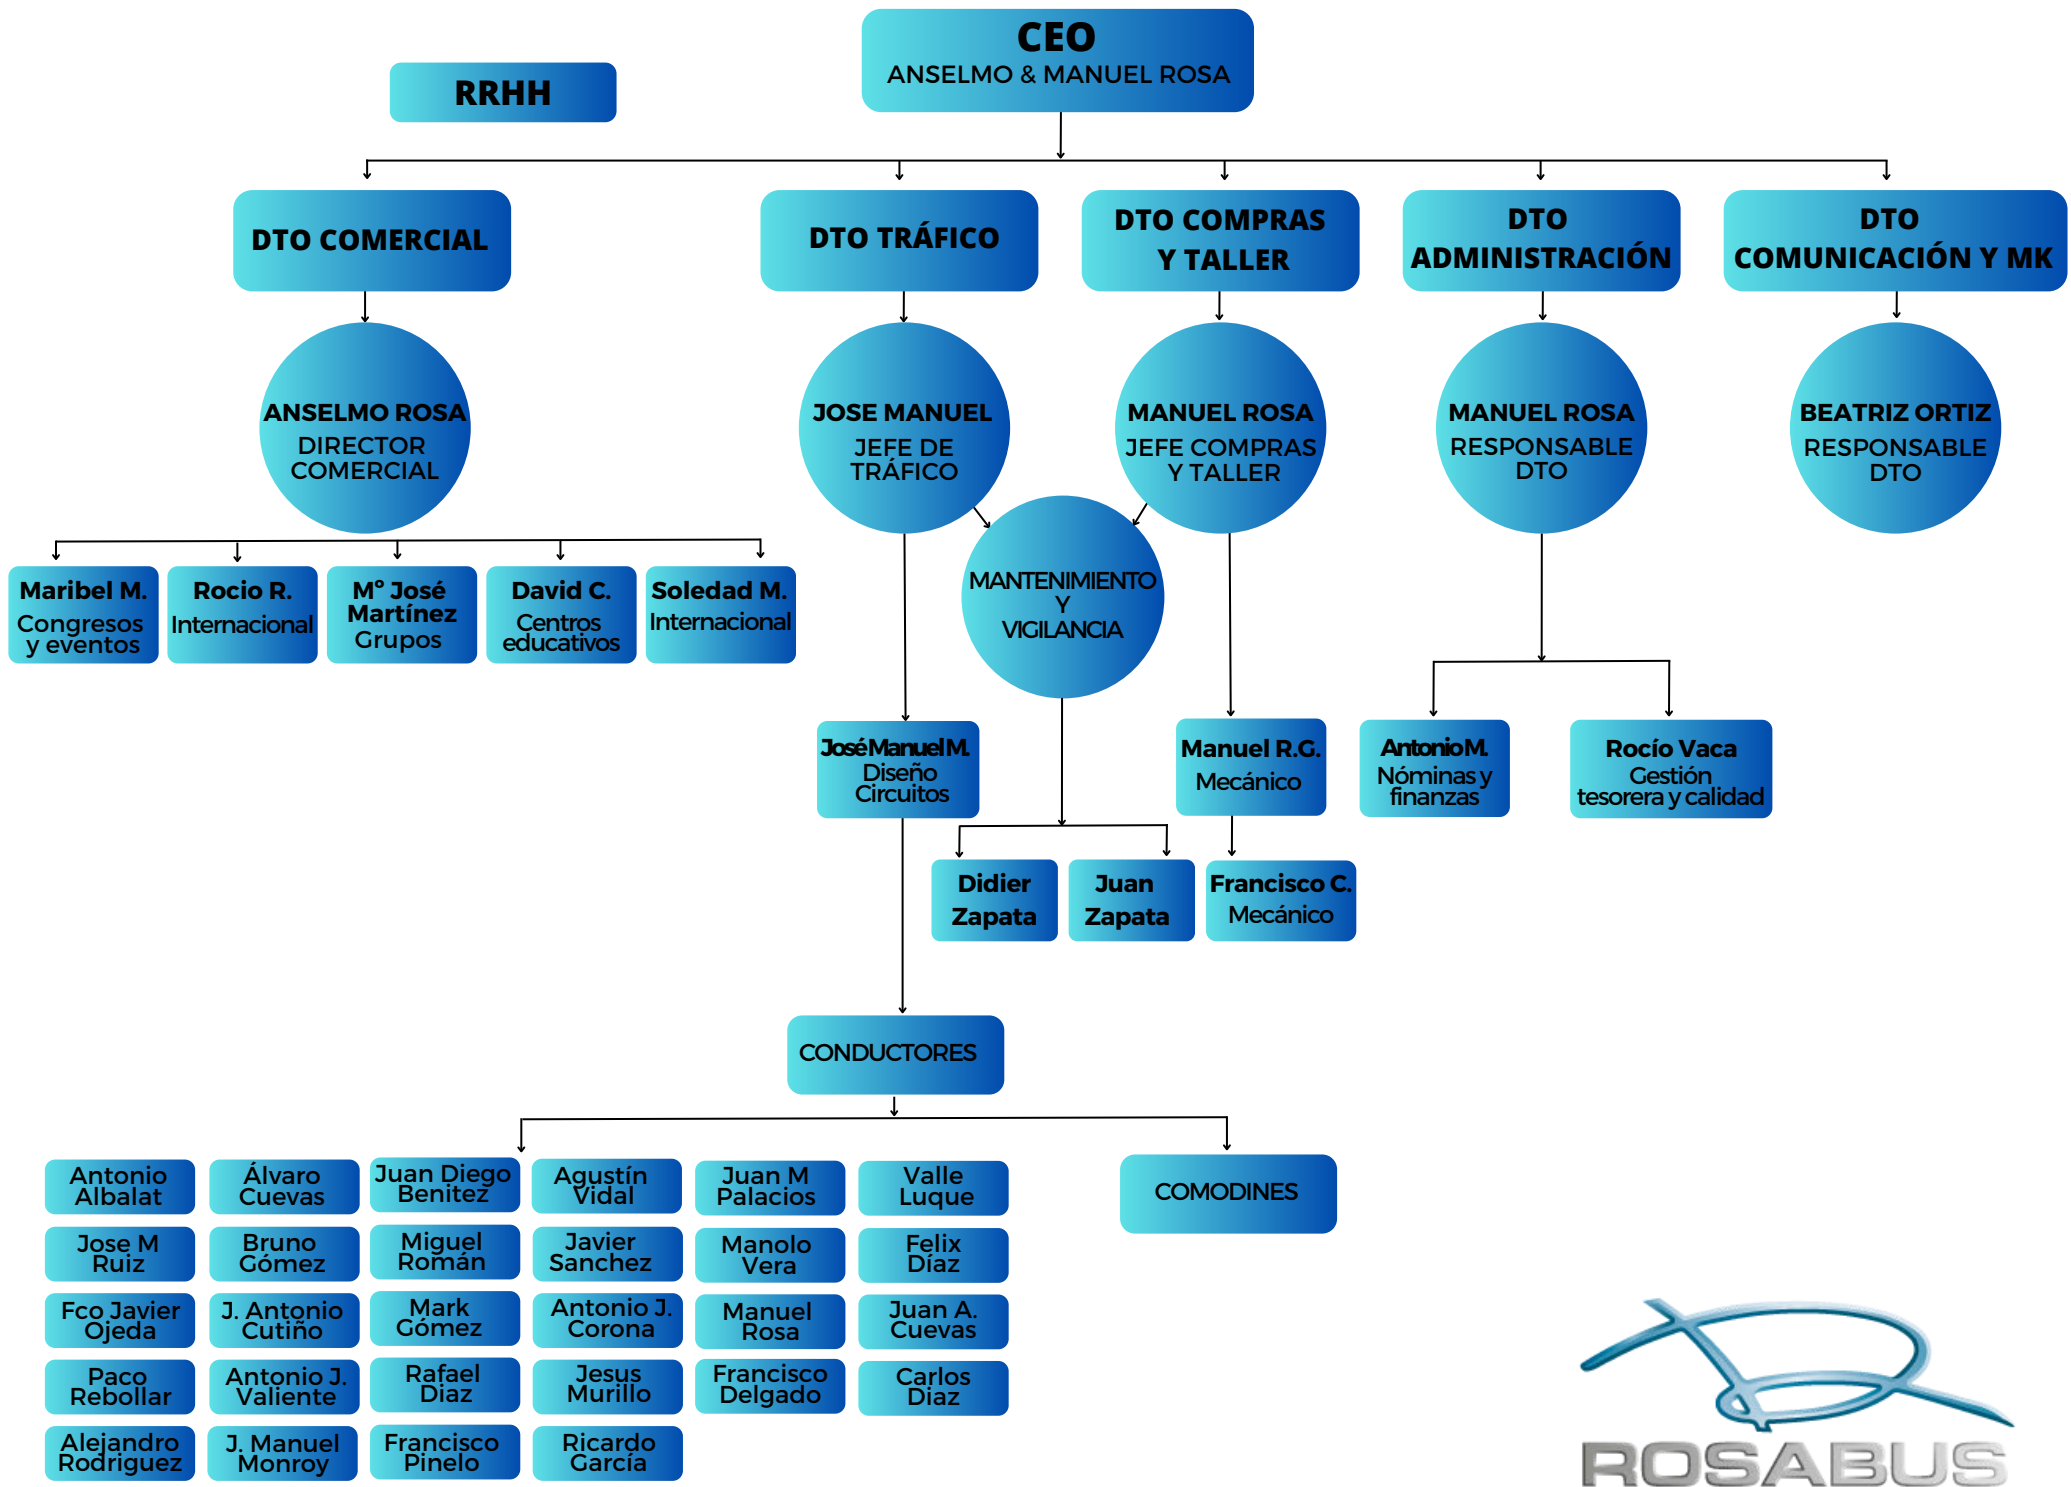 CEO
ANSELMO & MANUEL ROSA
RRHH
DTO COMERCIAL
DTO TRÁFICO
DTO COMPRAS
Y TALLER
DTO
ADMINISTRACIÓN
DTO
COMUNICACIÓN Y MK
ANSELMO ROSA
DIRECTOR
COMERCIAL
JOSE MANUEL
JEFE DE
TRÁFICO
MANUEL ROSA
JEFE COMPRAS
Y TALLER
MANUEL ROSA
RESPONSABLE
DTO
BEATRIZ ORTIZ
RESPONSABLE
DTO
MANTENIMIENTO
Y
VIGILANCIA
Maribel M.
Congresos
y eventos
Rocio R.
Internacional
Mº José
Martínez
Grupos
David C.
Centros
educativos
Soledad M.
Internacional
José Manuel M.
Diseño
Circuitos
Manuel R.G.
Mecánico
Antonio M.
Nóminas y
finanzas
Rocío Vaca
Gestión
tesorera y calidad
Didier
Zapata
Juan
Zapata
Francisco C.
Mecánico
CONDUCTORES
COMODINES
Antonio
Albalat
Álvaro
Cuevas
Juan Diego
Benitez
Agustín
Vidal
Juan M
Palacios
Valle
Luque
Jose M
Ruiz
Bruno
Gómez
Miguel
Román
Javier
Sanchez
Manolo
Vera
Felix
Díaz
Fco Javier
Ojeda
J. Antonio
Cutiño
Mark
Gómez
Antonio J.
Corona
Manuel
Rosa
Juan A.
Cuevas
Paco
Rebollar
Antonio J.
Valiente
Rafael
Diaz
Jesus
Murillo
Francisco
Delgado
Carlos
Diaz
Alejandro
Rodriguez
J. Manuel
Monroy
Francisco
Pinelo
Ricardo
García
ROSABUS